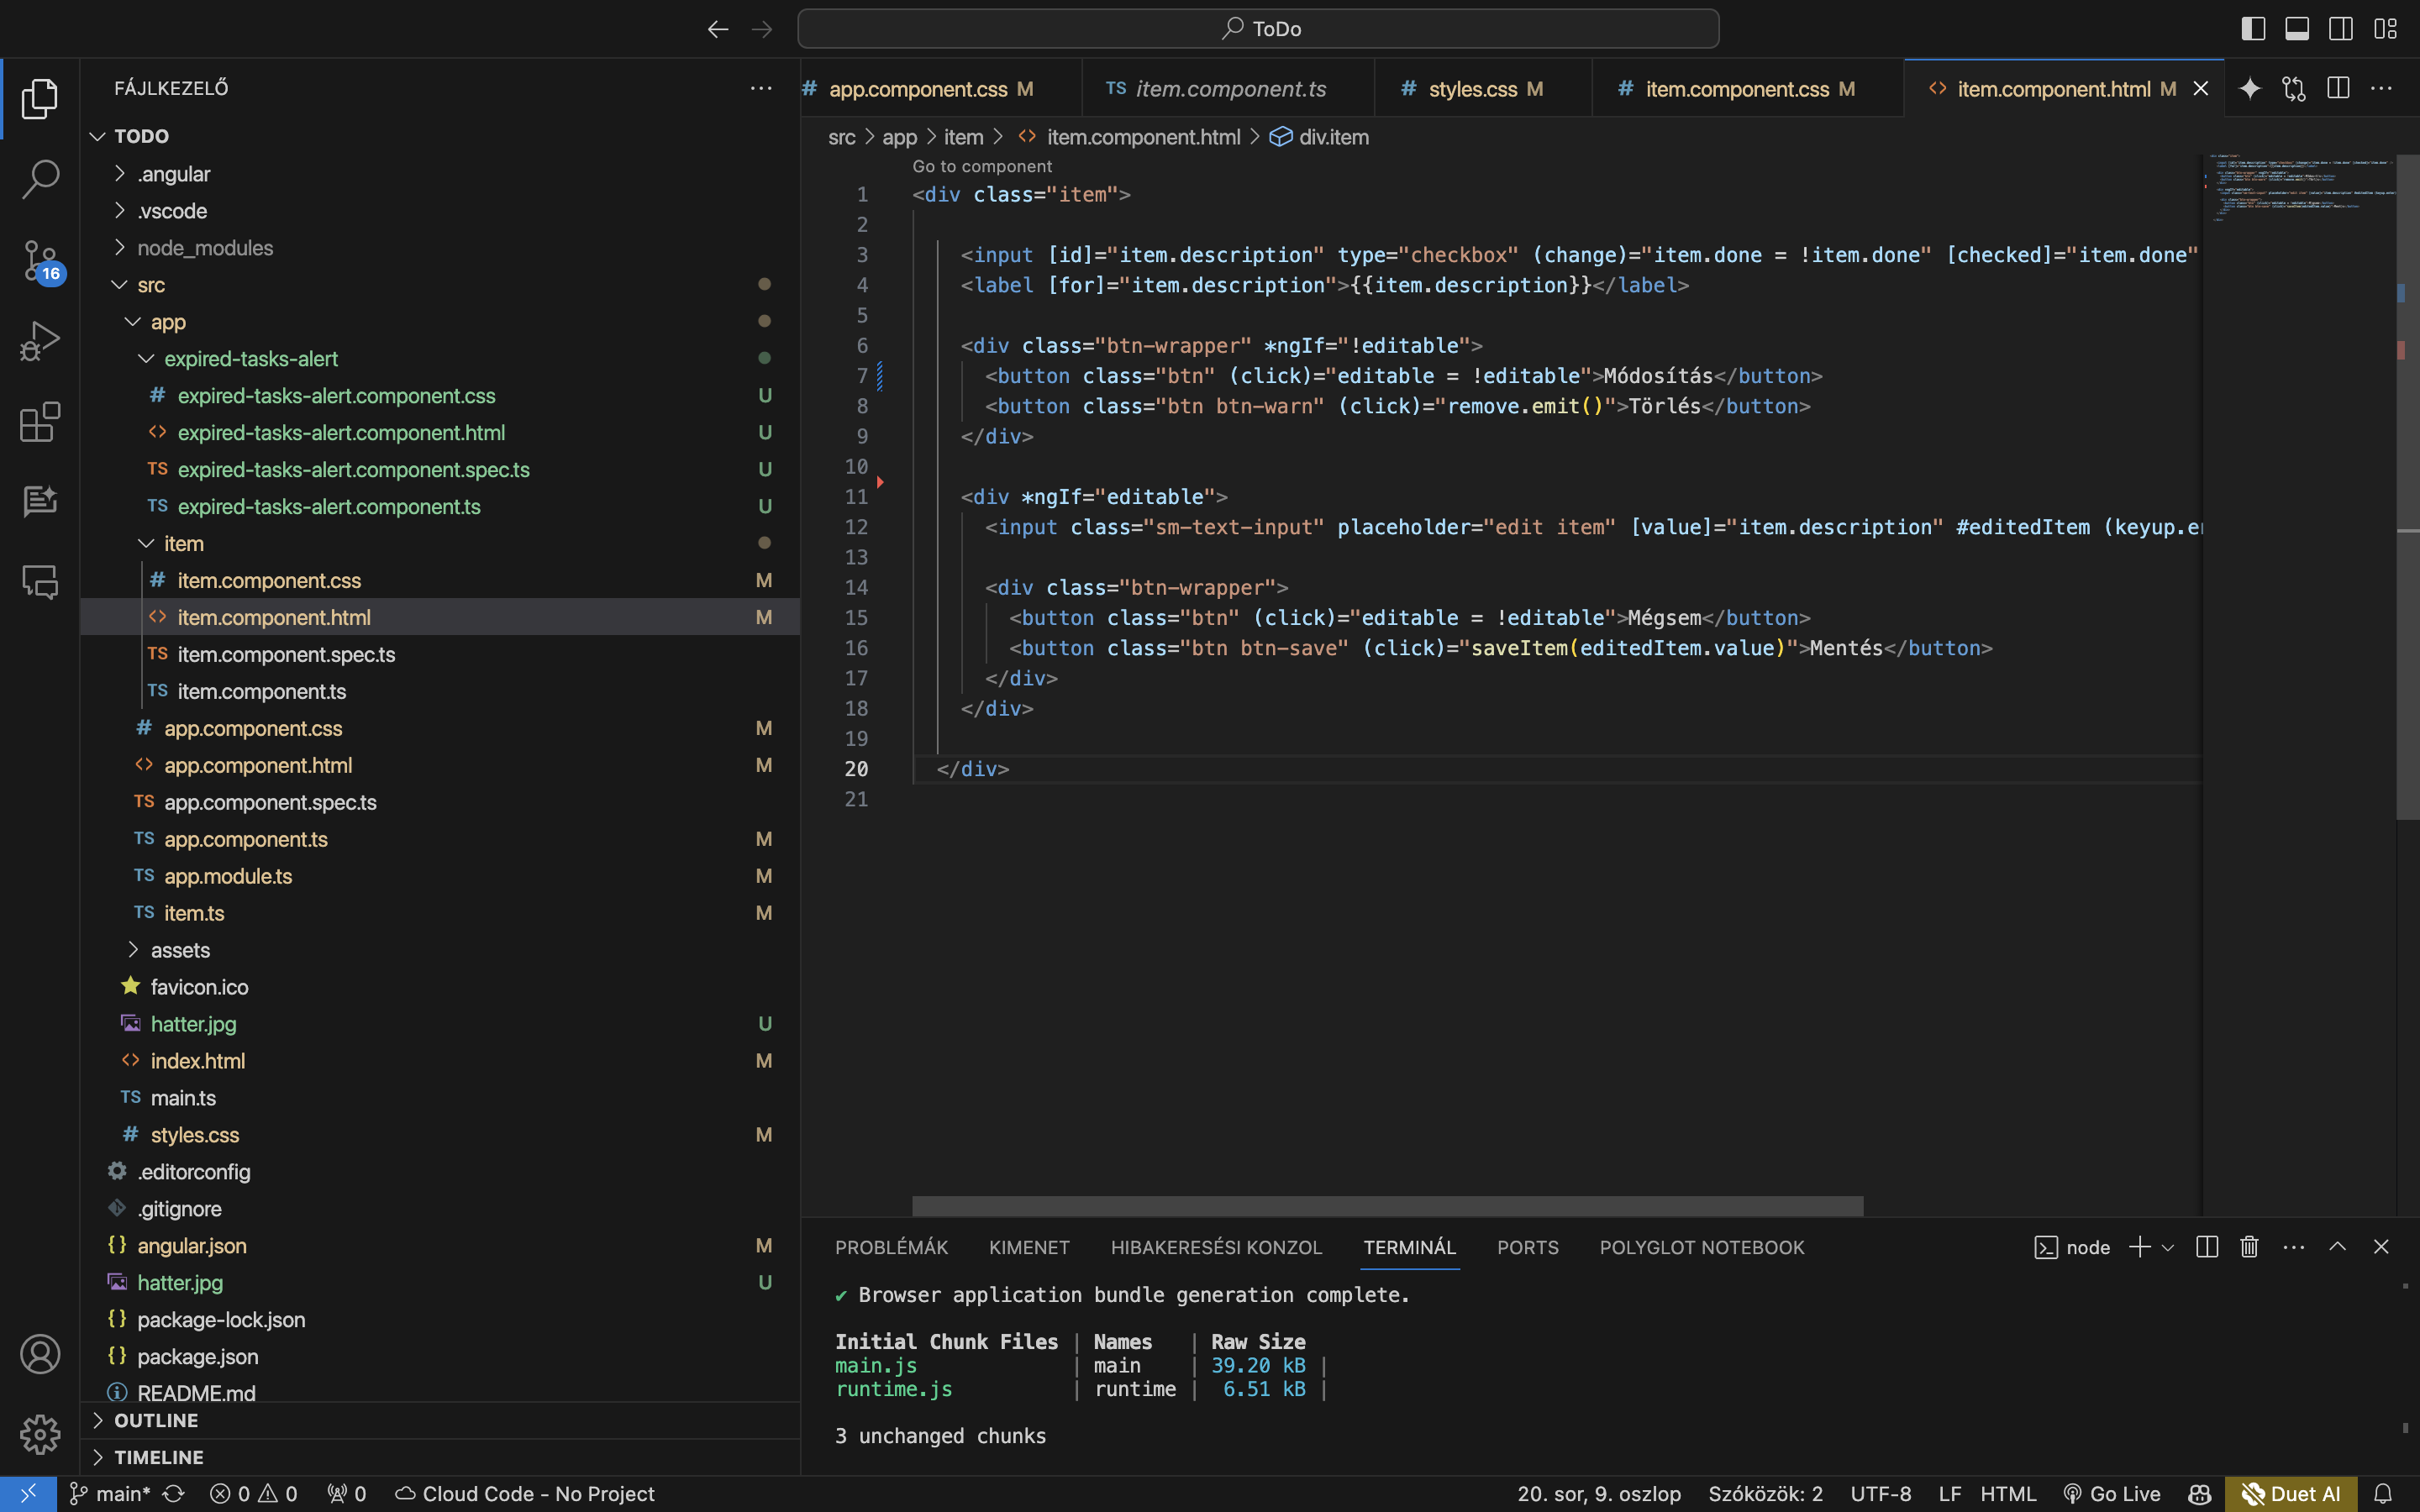 ToDo
FÁJLKEZELŐ
TODO
.angular
.vscode
node_modules
src
app
expired-tasks-alert
# expired-tasks-alert.component.css U
<> expired-tasks-alert.component.html U
TS expired-tasks-alert.component.spec.ts U
TS expired-tasks-alert.component.ts U
item
# item.component.css M
<> item.component.html M
TS item.component.spec.ts
TS item.component.ts
# app.component.css M
<> app.component.html M
TS app.component.spec.ts
TS app.component.ts M
TS app.module.ts M
TS item.ts M
assets
favicon.ico
hatter.jpg U
<> index.html M
TS main.ts
# styles.css M
.editorconfig
.gitignore
{} angular.json M
hatter.jpg U
{} package-lock.json
{} package.json
README.md
OUTLINE
TIMELINE
16
# app.component.css M
TS item.component.ts
# styles.css M
# item.component.css M
<> item.component.html M
src > app > item > <> item.component.html > div.item
Go to component
1 <div class="item">
2
3 <input [id]="item.description" type="checkbox" (change)="item.done = !item.done" [checked]="item.done"
4 <label [for]="item.description">{{item.description}}</label>
5
6 <div class="btn-wrapper" *ngIf="!editable">
7 <button class="btn" (click)="editable = !editable">Módosítás</button>
8 <button class="btn btn-warn" (click)="remove.emit()">Törlés</button>
9 </div>
10
11 <div *ngIf="editable">
12 <input class="sm-text-input" placeholder="edit item" [value]="item.description" #editedItem (keyup.e
13
14 <div class="btn-wrapper">
15 <button class="btn" (click)="editable = !editable">Mégsem</button>
16 <button class="btn btn-save" (click)="saveItem(editedItem.value)">Mentés</button>
17 </div>
18 </div>
19
20 </div>
21
PROBLÉMÁK KIMENET HIBAKERESÉSI KONZOL TERMINÁL PORTS POLYGLOT NOTEBOOK
node
✔ Browser application bundle generation complete.
Initial Chunk Files | Names | Raw Size
main.js | main | 39.20 kB |
runtime.js | runtime | 6.51 kB |
3 unchanged chunks
main* 0 0 0 Cloud Code - No Project 20. sor, 9. oszlop Szóközök: 2 UTF-8 LF HTML Go Live Duet AI